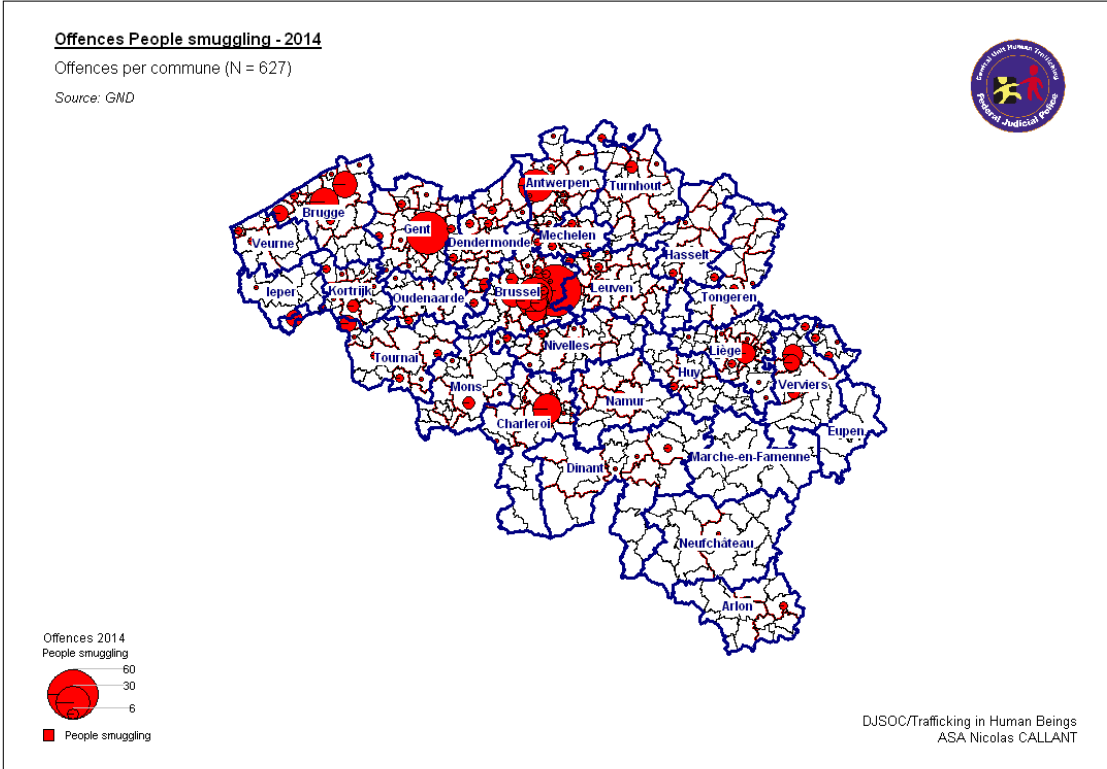 Offences People smuggling - 2014
Offences per commune (N = 627)
Source: GND
Central Unit Human Trafficking
Federal Judicial Police
Antwerpen
Turnhout
Brugge
Gent
Mechelen
Veurne
Dendermonde
Hasselt
Ieper
Kortrijk
Oudenaarde
Brussel
Leuven
Tongeren
Tournai
Nivelles
Liège
Huy
Mons
Verviers
Namur
Charleroi
Eupen
Dinant
Marche-en-Famenne
Neufchâteau
Arlon
Offences 2014
People smuggling
60
30
6
People smuggling
DJSOC/Trafficking in Human Beings
ASA Nicolas CALLANT